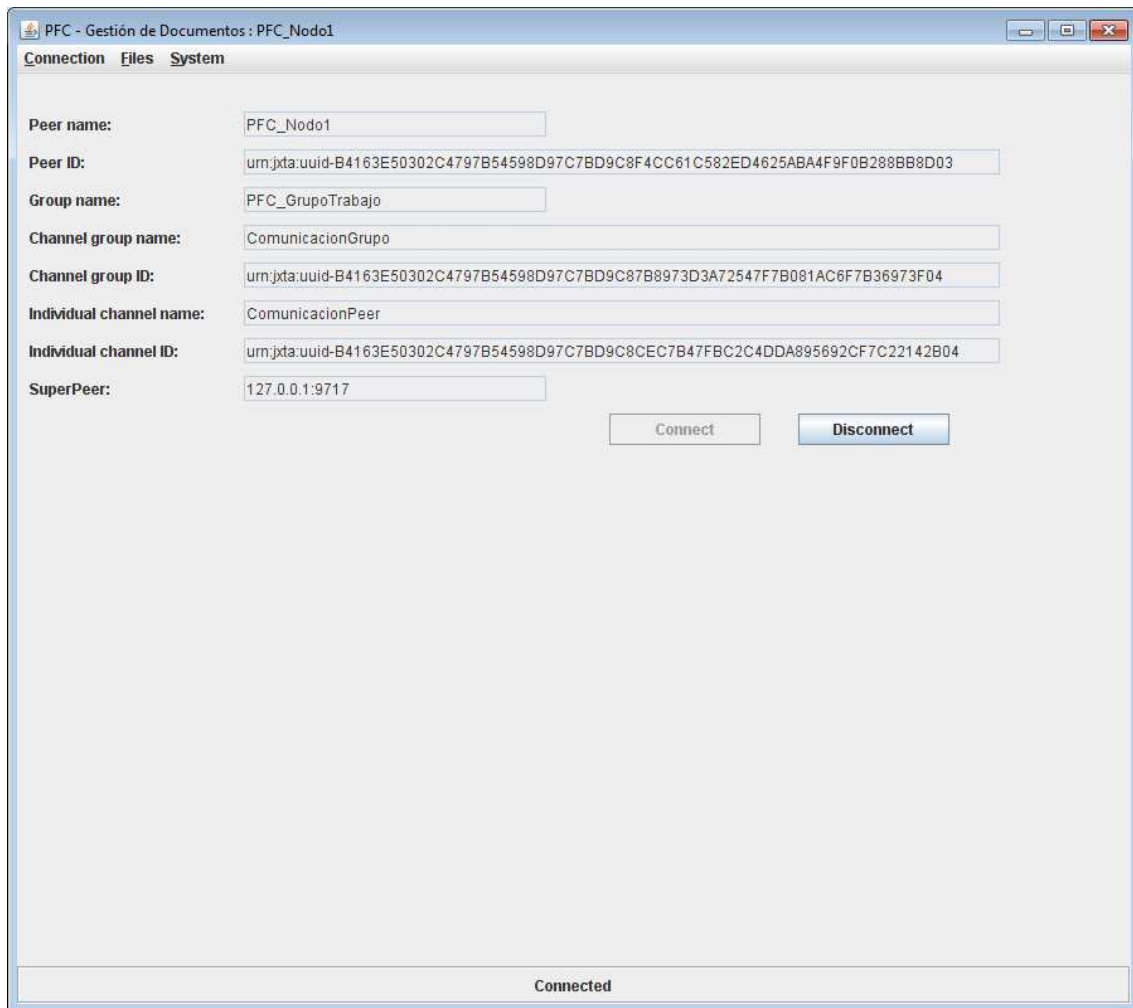 PFC - Gestión de Documentos : PFC_Nodo1
Connection Files System
Peer name: PFC_Nodo1
Peer ID: urn:jxta:uuid-B4163E50302C4797B54598D97C7BD9C8F4CC61C582ED4625ABA4F9F0B288BB8D03
Group name: PFC_GrupoTrabajo
Channel group name: ComunicacionGrupo
Channel group ID: urn:jxta:uuid-B4163E50302C4797B54598D97C7BD9C87B8973D3A72547F7B081AC6F7B36973F04
Individual channel name: ComunicacionPeer
Individual channel ID: urn:jxta:uuid-B4163E50302C4797B54598D97C7BD9C8CEC7B47FBC2C4DDA895692CF7C22142B04
SuperPeer: 127.0.0.1:9717
Connect Disconnect
Connected